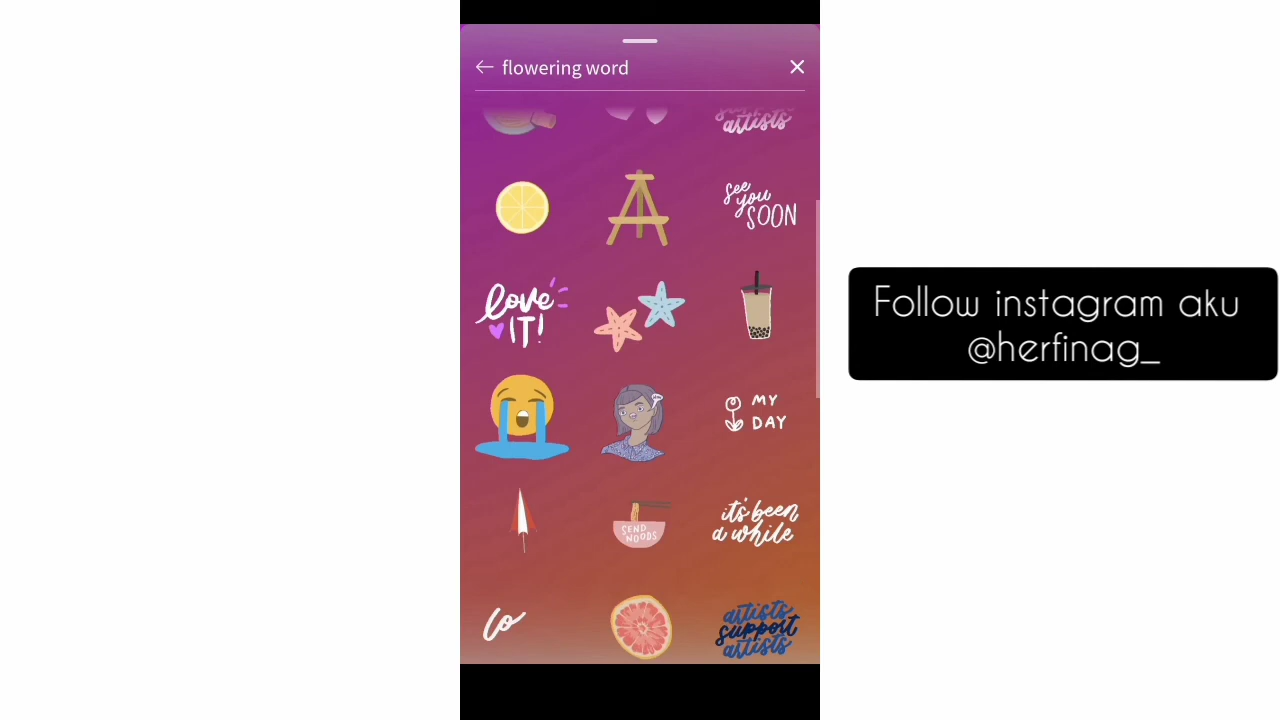 flowering word
artists
see
you
SOON
love
IT!
MY
DAY
SEND
NOODS
it's been
a while
Lo
artists
support
artists
Follow instagram aku
@herfinag_